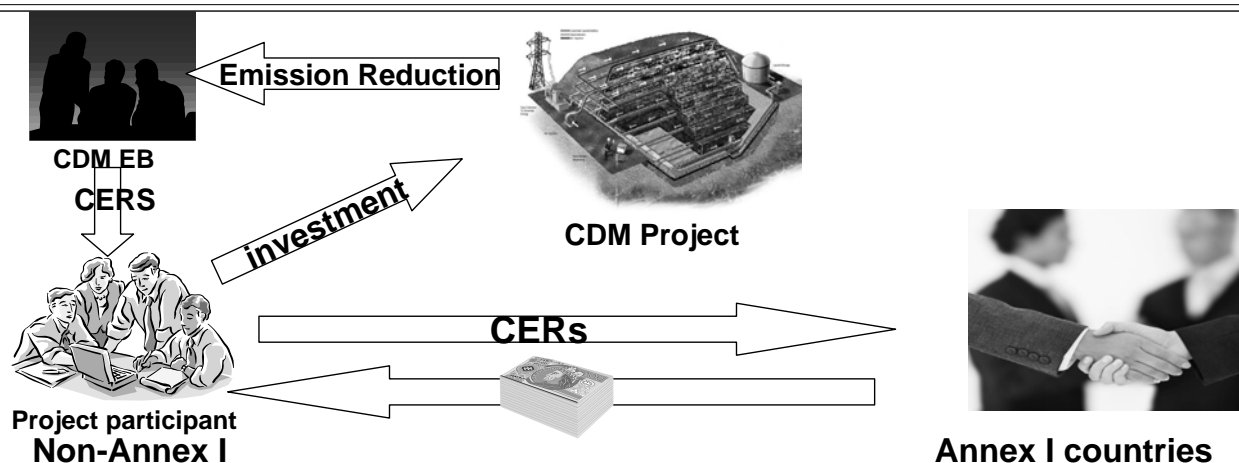 Emission Reduction
CDM EB
CERS
investment
CDM Project
CERs
Project participant
Non-Annex I
Annex I countries